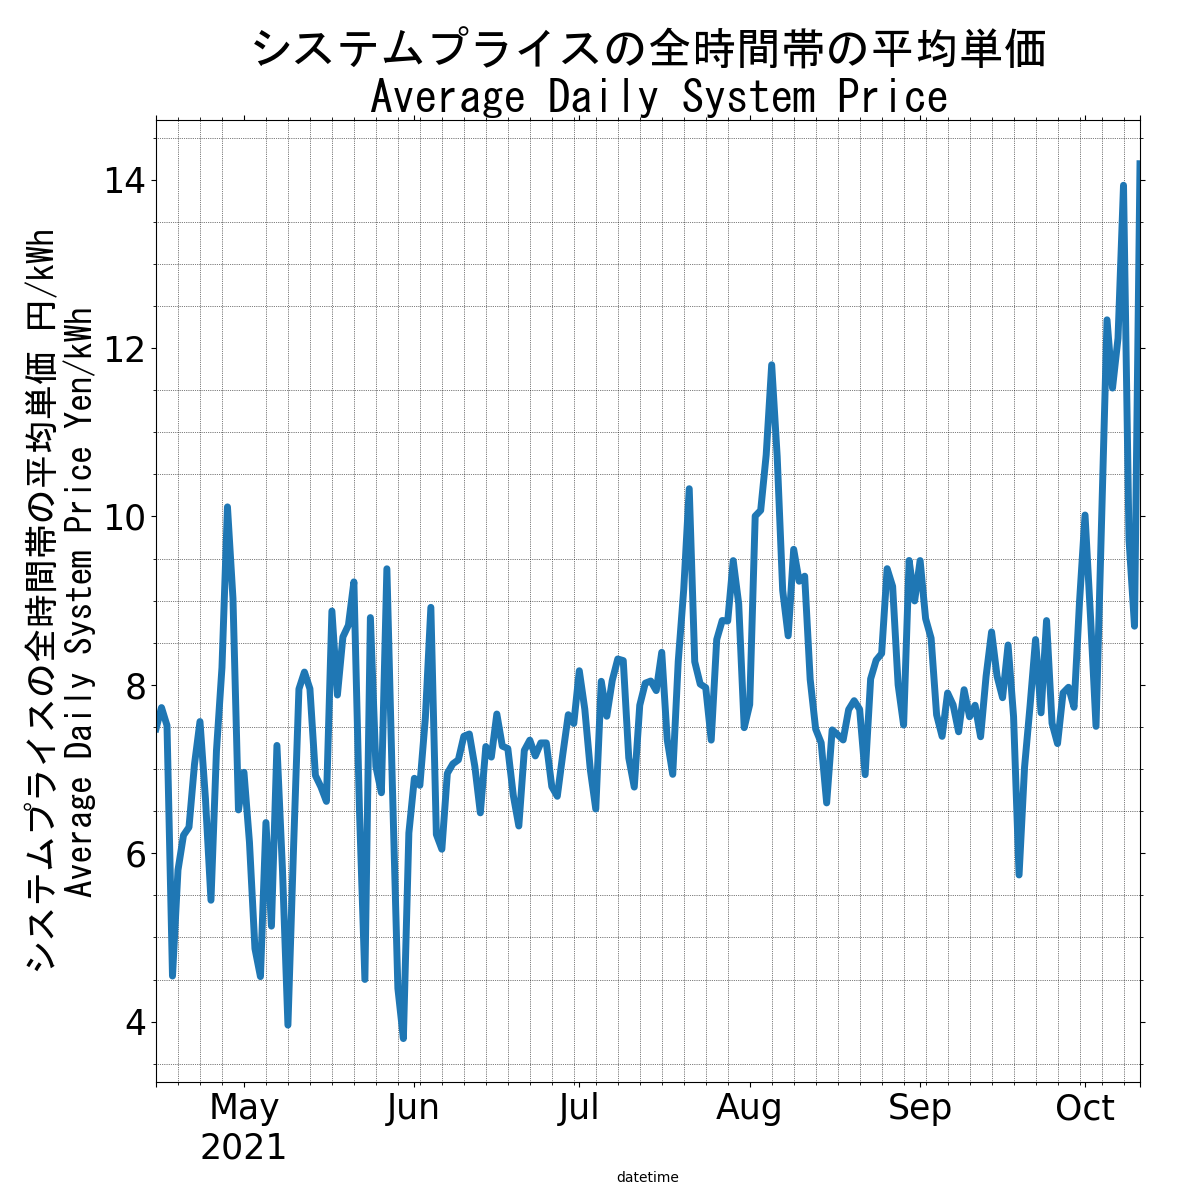 システムプライスの全時間帯の平均単価
Average Daily System Price
システムプライスの全時間帯の平均単価 円/kWh
Average Daily System Price Yen/kWh
14
12
10
8
6
4
May
Jun
Jul
Aug
Sep
Oct
2021
datetime